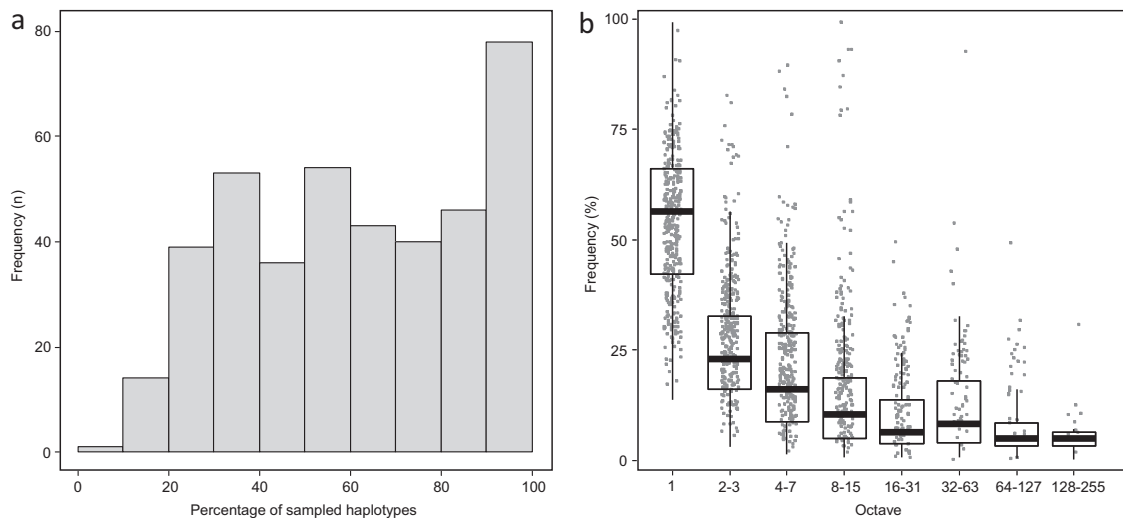 a
80
60
40
20
0
Frequency (n)
0 20 40 60 80 100
Percentage of sampled haplotypes
b
100
75
50
25
0
Frequency (%)
1 2-3 4-7 8-15 16-31 32-63 64-127 128-255
Octave